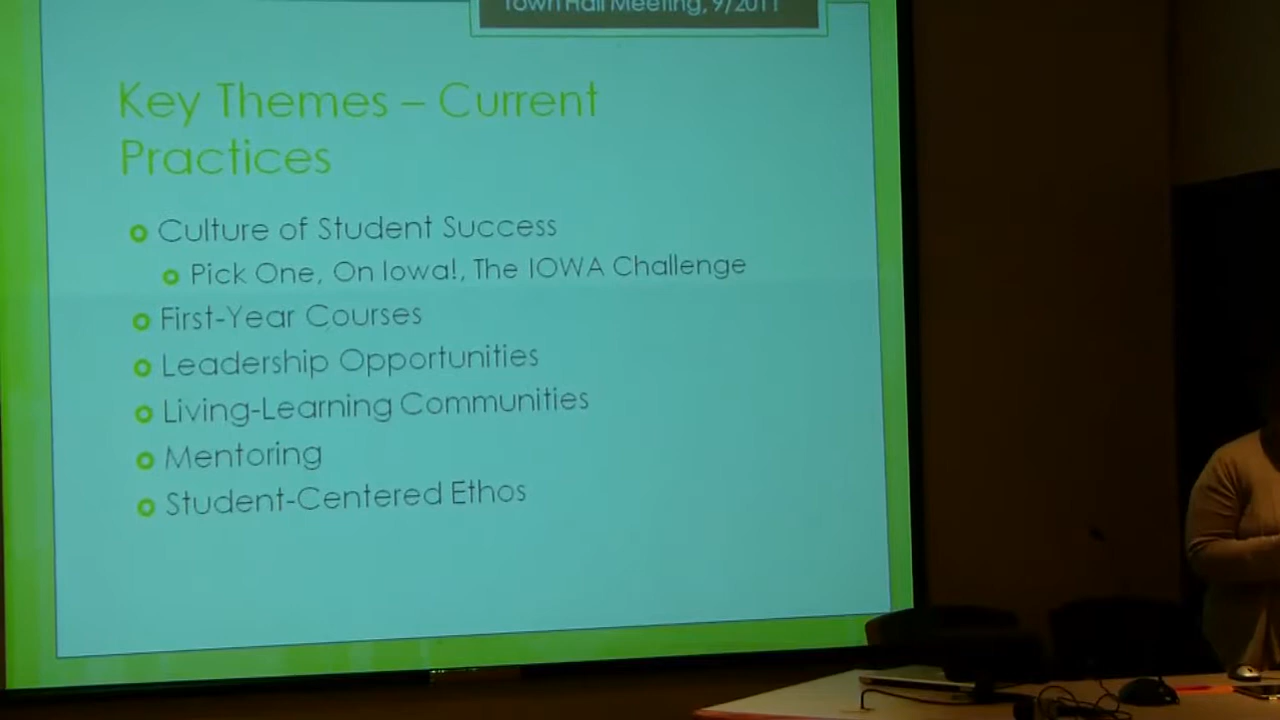 Town Hall Meeting, 9/2011
Key Themes – Current
Practices
Culture of Student Success
Pick One, On Iowa!, The IOWA Challenge
First-Year Courses
Leadership Opportunities
Living-Learning Communities
Mentoring
Student-Centered Ethos